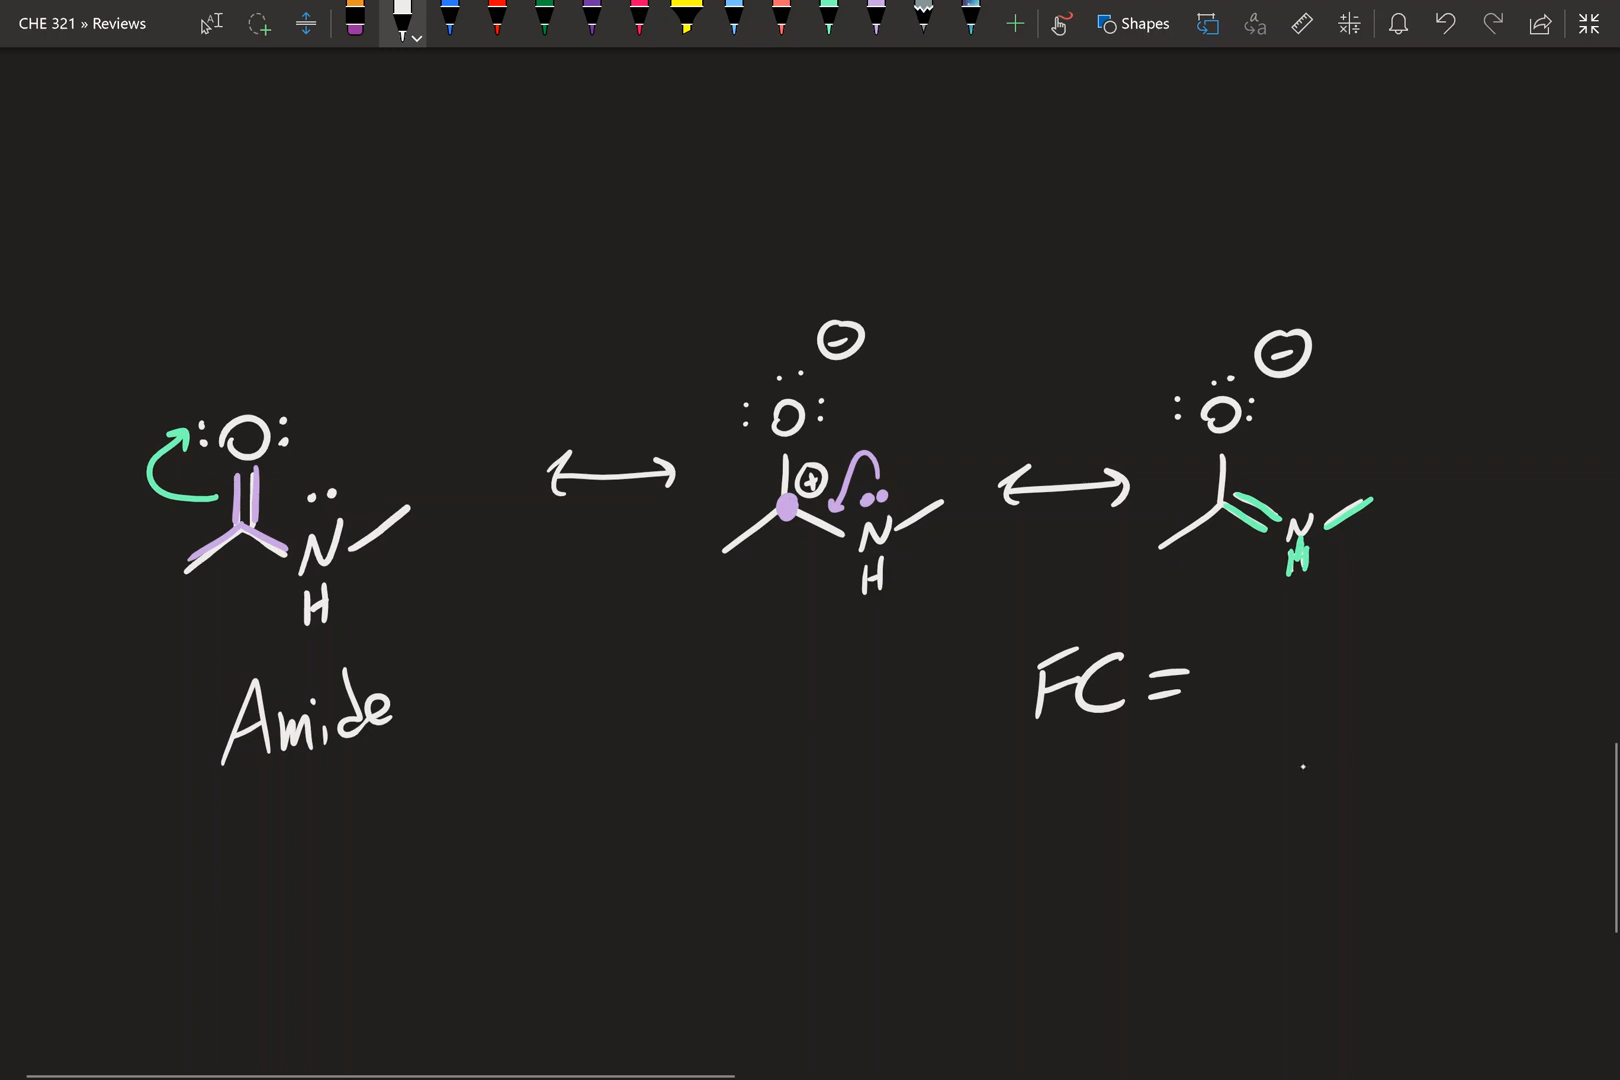 CHE 321 » Reviews
Shapes
:O:
N
H
Amide
:O:
⊖
⊕
N
H
:O:
⊖
N
H
FC =